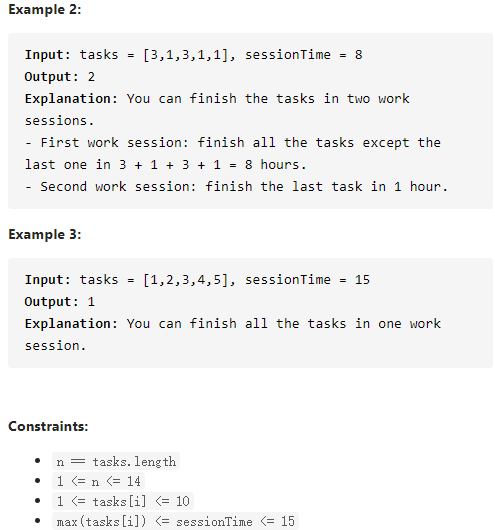 Example 2:
Input: tasks = [3,1,3,1,1], sessionTime = 8
Output: 2
Explanation: You can finish the tasks in two work
sessions.
- First work session: finish all the tasks except the
last one in 3 + 1 + 3 + 1 = 8 hours.
- Second work session: finish the last task in 1 hour.
Example 3:
Input: tasks = [1,2,3,4,5], sessionTime = 15
Output: 1
Explanation: You can finish all the tasks in one work
session.
Constraints:
• n == tasks.length
• 1 <= n <= 14
• 1 <= tasks[i] <= 10
• max(tasks[i]) <= sessionTime <= 15